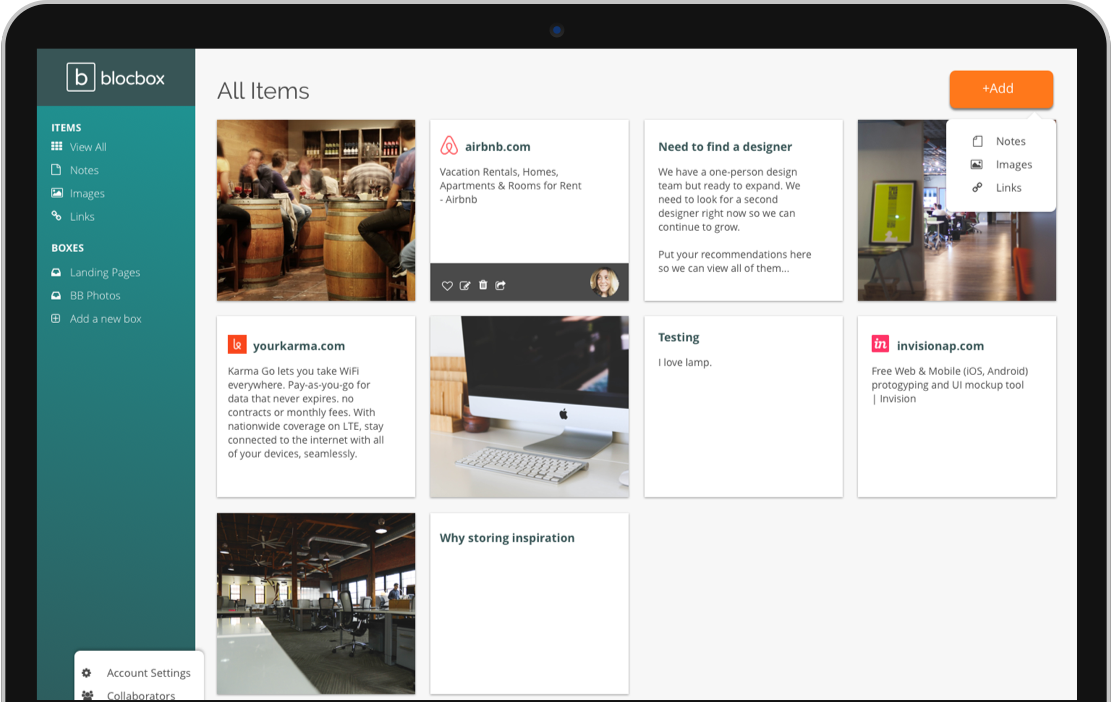 b blocbox
ITEMS
View All
Notes
Images
Links
BOXES
Landing Pages
BB Photos
Add a new box
Account Settings
Collaborators
All Items
+Add
Notes
Images
Links
airbnb.com
Vacation Rentals, Homes,
Apartments & Rooms for Rent
- Airbnb
Need to find a designer
We have a one-person design
team but ready to expand. We
need to look for a second
designer right now so we can
continue to grow.
Put your recommendations here
so we can view all of them...
yourkarma.com
Karma Go lets you take WiFi
everywhere. Pay-as-you-go for
data that never expires. no
contracts or monthly fees. With
nationwide coverage on LTE, stay
connected to the internet with all
of your devices, seamlessly.
Testing
I love lamp.
in invisionap.com
Free Web & Mobile (iOS, Android)
protogyping and UI mockup tool
| Invision
Why storing inspiration